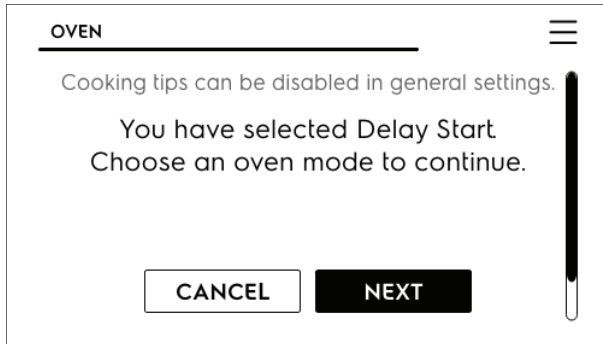 OVEN
Cooking tips can be disabled in general settings.
You have selected Delay Start.
Choose an oven mode to continue.
CANCEL
NEXT